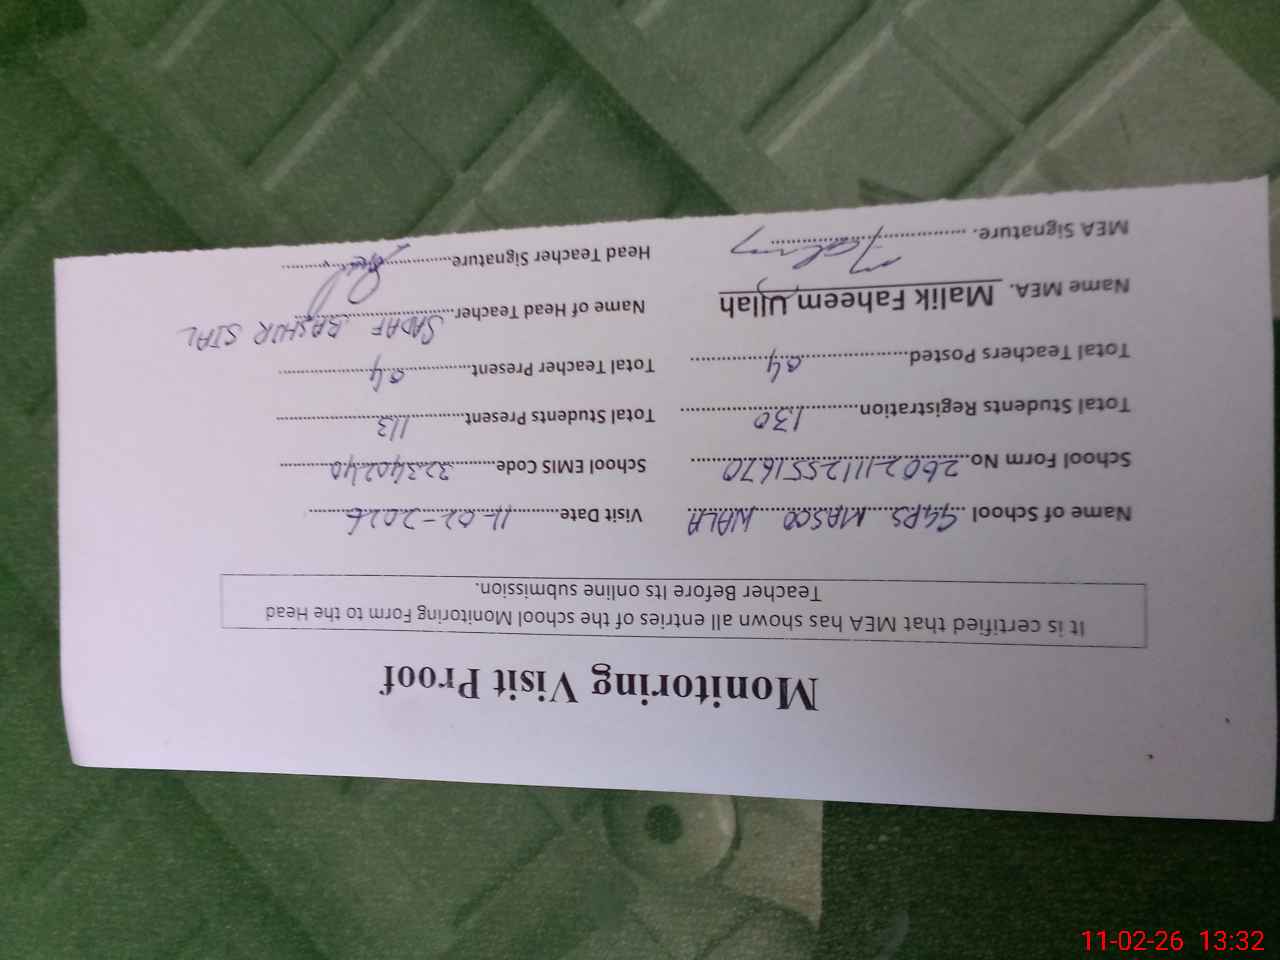 Monitoring Visit Proof
It is certified that MEA has shown all entries of the school Monitoring Form to the Head
Teacher Before Its online submission.
Name of School GGPS MASOO WALA Visit Date 11-02-2026
School Form No 260211112551670 School EMIS Code 32340240
Total Students Registration 130 Total Students Present 113
Total Teachers Posted 04 Total Teacher Present 04
Name MEA. Malik Faheem Ullah Name of Head Teacher SADAF BASHIR SIAL
MEA Signature. Head Teacher Signature
11-02-26 13:32